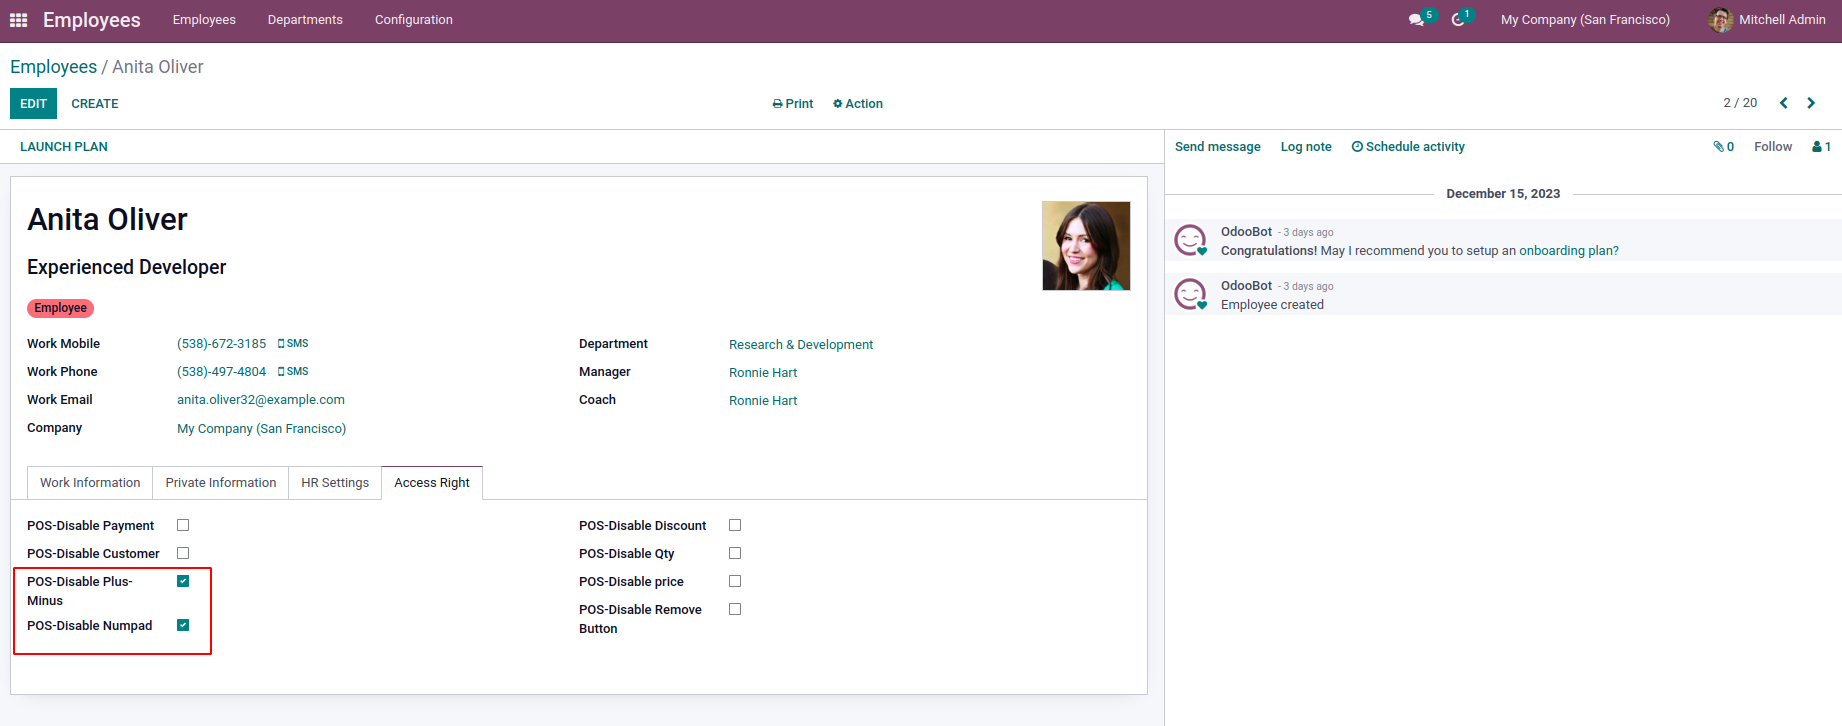 Employees Employees Departments Configuration 5 1 My Company (San Francisco) Mitchell Admin
Employees / Anita Oliver
EDIT CREATE Print Action 2 / 20
LAUNCH PLAN
Send message Log note Schedule activity 0 Follow 1
December 15, 2023
Anita Oliver
Experienced Developer
Employee
OdooBot - 3 days ago
Congratulations! May I recommend you to setup an onboarding plan?
OdooBot - 3 days ago
Employee created
Work Mobile (538)-672-3185 SMS
Work Phone (538)-497-4804 SMS
Work Email anita.oliver32@example.com
Company My Company (San Francisco)
Department Research & Development
Manager Ronnie Hart
Coach Ronnie Hart
Work Information Private Information HR Settings Access Right
POS-Disable Payment
POS-Disable Customer
POS-Disable Plus-
Minus
POS-Disable Numpad
POS-Disable Discount
POS-Disable Qty
POS-Disable price
POS-Disable Remove
Button